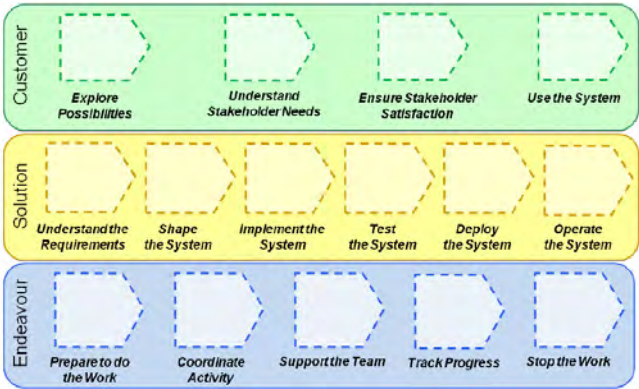 Customer
Explore
Possibilities
Understand
Stakeholder Needs
Ensure Stakeholder
Satisfaction
Use the System
Solution
Understand the
Requirements
Shape
the System
Implement the
System
Test
the System
Deploy
the System
Operate
the System
Endeavour
Prepare to do
the Work
Coordinate
Activity
Support the Team
Track Progress
Stop the Work